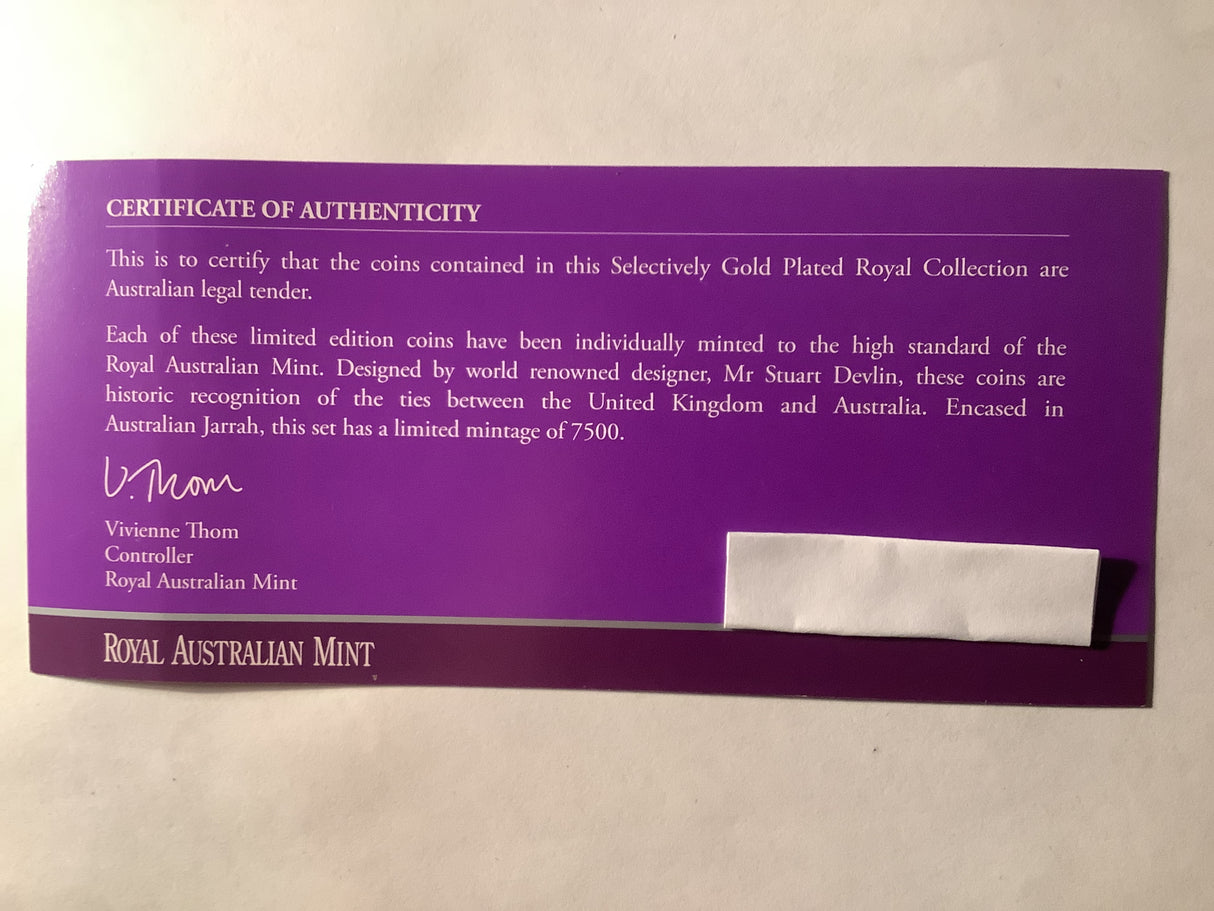 CERTIFICATE OF AUTHENTICITY
This is to certify that the coins contained in this Selectively Gold Plated Royal Collection are
Australian legal tender.
Each of these limited edition coins have been individually minted to the high standard of the
Royal Australian Mint. Designed by world renowned designer, Mr Stuart Devlin, these coins are
historic recognition of the ties between the United Kingdom and Australia. Encased in
Australian Jarrah, this set has a limited mintage of 7500.
V. Thom
Vivienne Thom
Controller
Royal Australian Mint
ROYAL AUSTRALIAN MINT